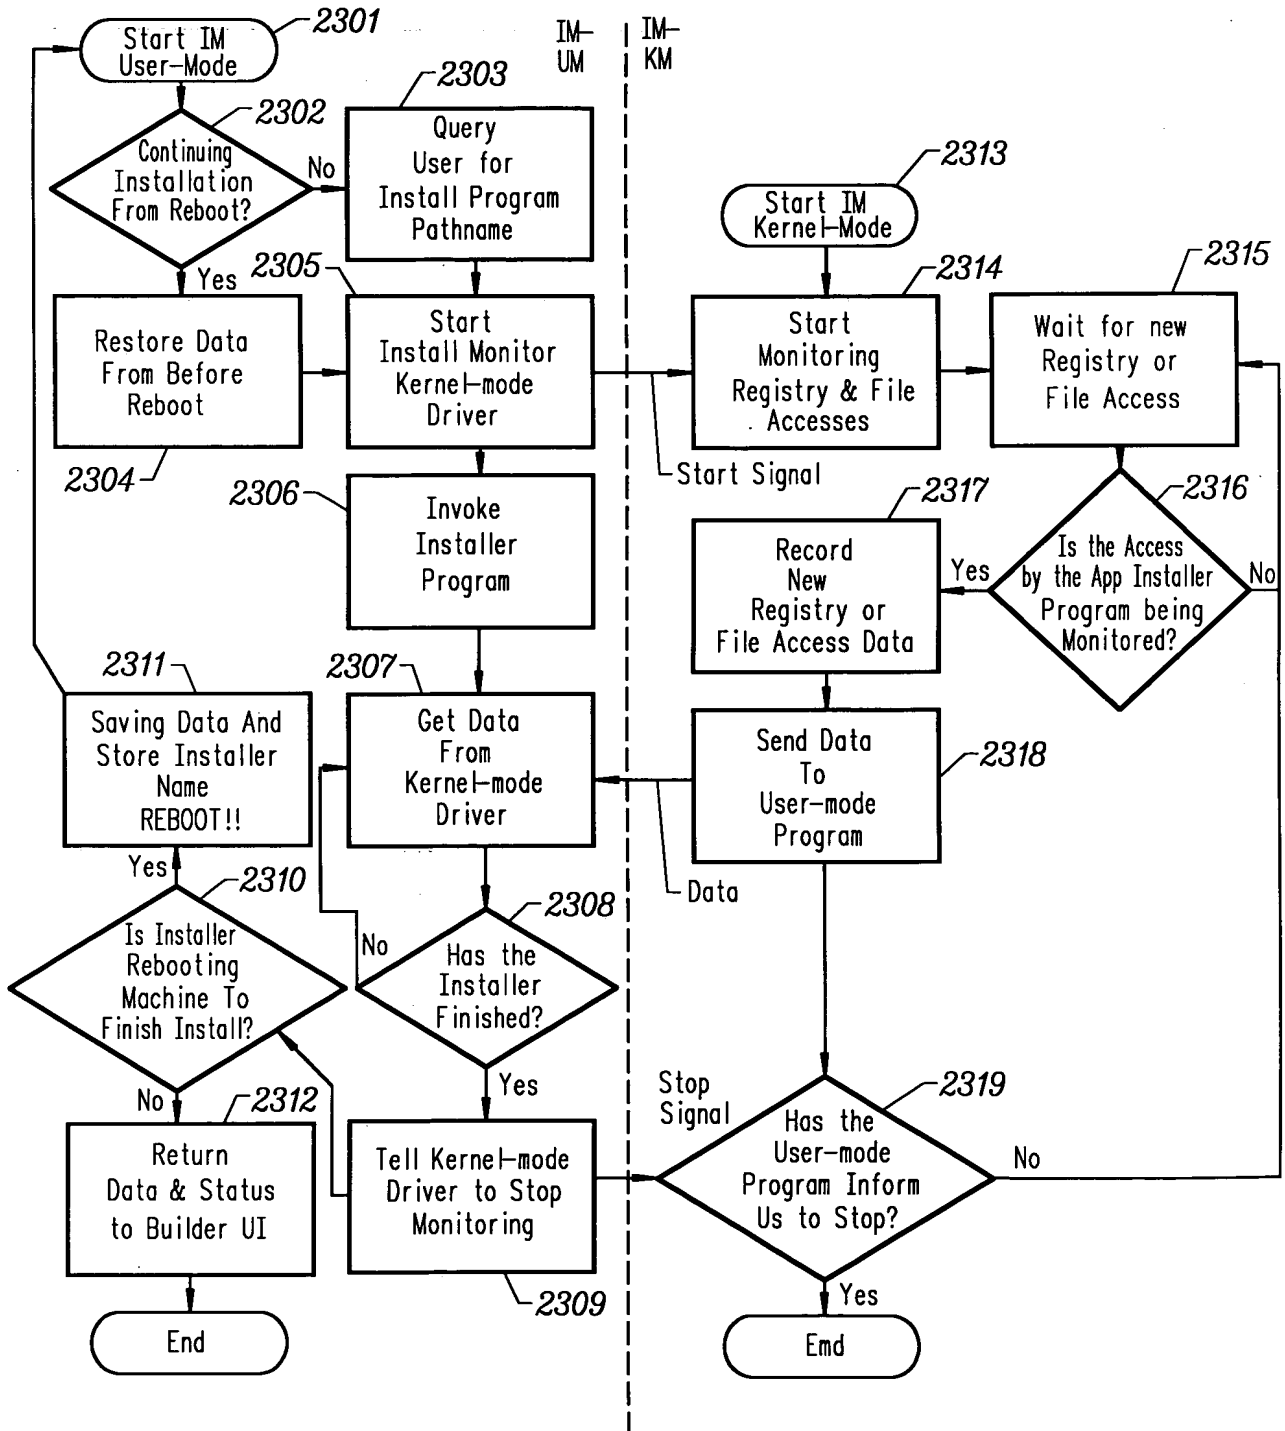 Start IM
User-Mode
2301
IM-
UM
IM-
KM
2302
Continuing
Installation
From Reboot?
No
Yes
2303
Query
User for
Install Program
Pathname
2304
Restore Data
From Before
Reboot
2305
Start
Install Monitor
Kernel-mode
Driver
Start Signal
2306
Invoke
Installer
Program
2307
Get Data
From
Kernel-mode
Driver
2308
Has the
Installer
Finished?
No
Yes
2309
Tell Kernel-mode
Driver to Stop
Monitoring
2310
Is Installer
Rebooting
Machine To
Finish Install?
Yes
No
2311
Saving Data And
Store Installer
Name
REBOOT!!
2312
Return
Data & Status
to Builder UI
End
2313
Start IM
Kernel-Mode
2314
Start
Monitoring
Registry & File
Accesses
2315
Wait for new
Registry or
File Access
2316
Is the Access
by the App Installer
Program being
Monitored?
Yes
No
2317
Record
New
Registry or
File Access Data
2318
Send Data
To
User-mode
Program
Data
2319
Stop
Signal
Has the
User-mode
Program Inform
Us to Stop?
No
Yes
Emd